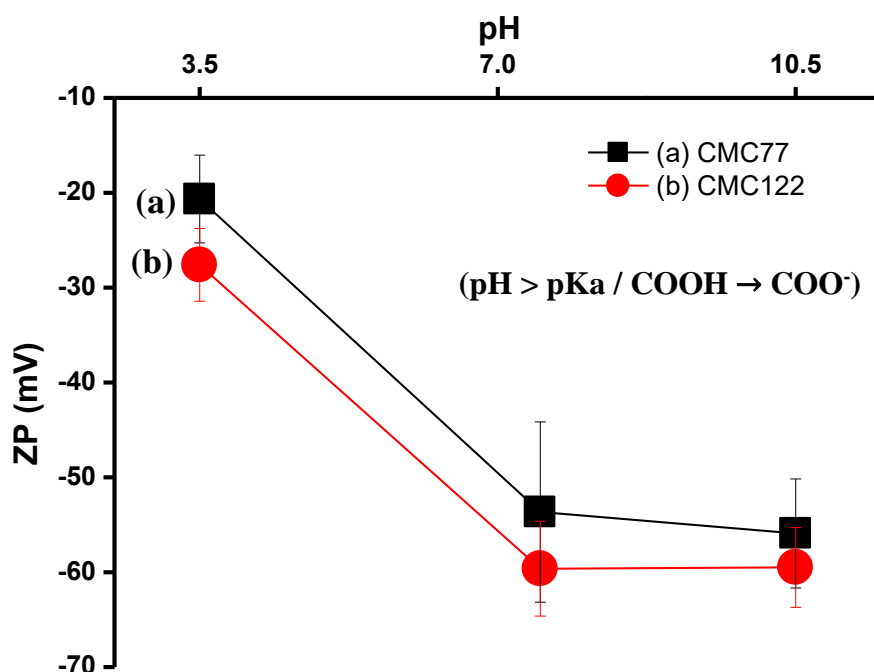 pH
3.5 7.0 10.5
-10
(a) CMC77
(b) CMC122
-20
(a)
(b)
(pH > pKa / COOH → COO⁻)
-30
ZP (mV)
-40
-50
-60
-70